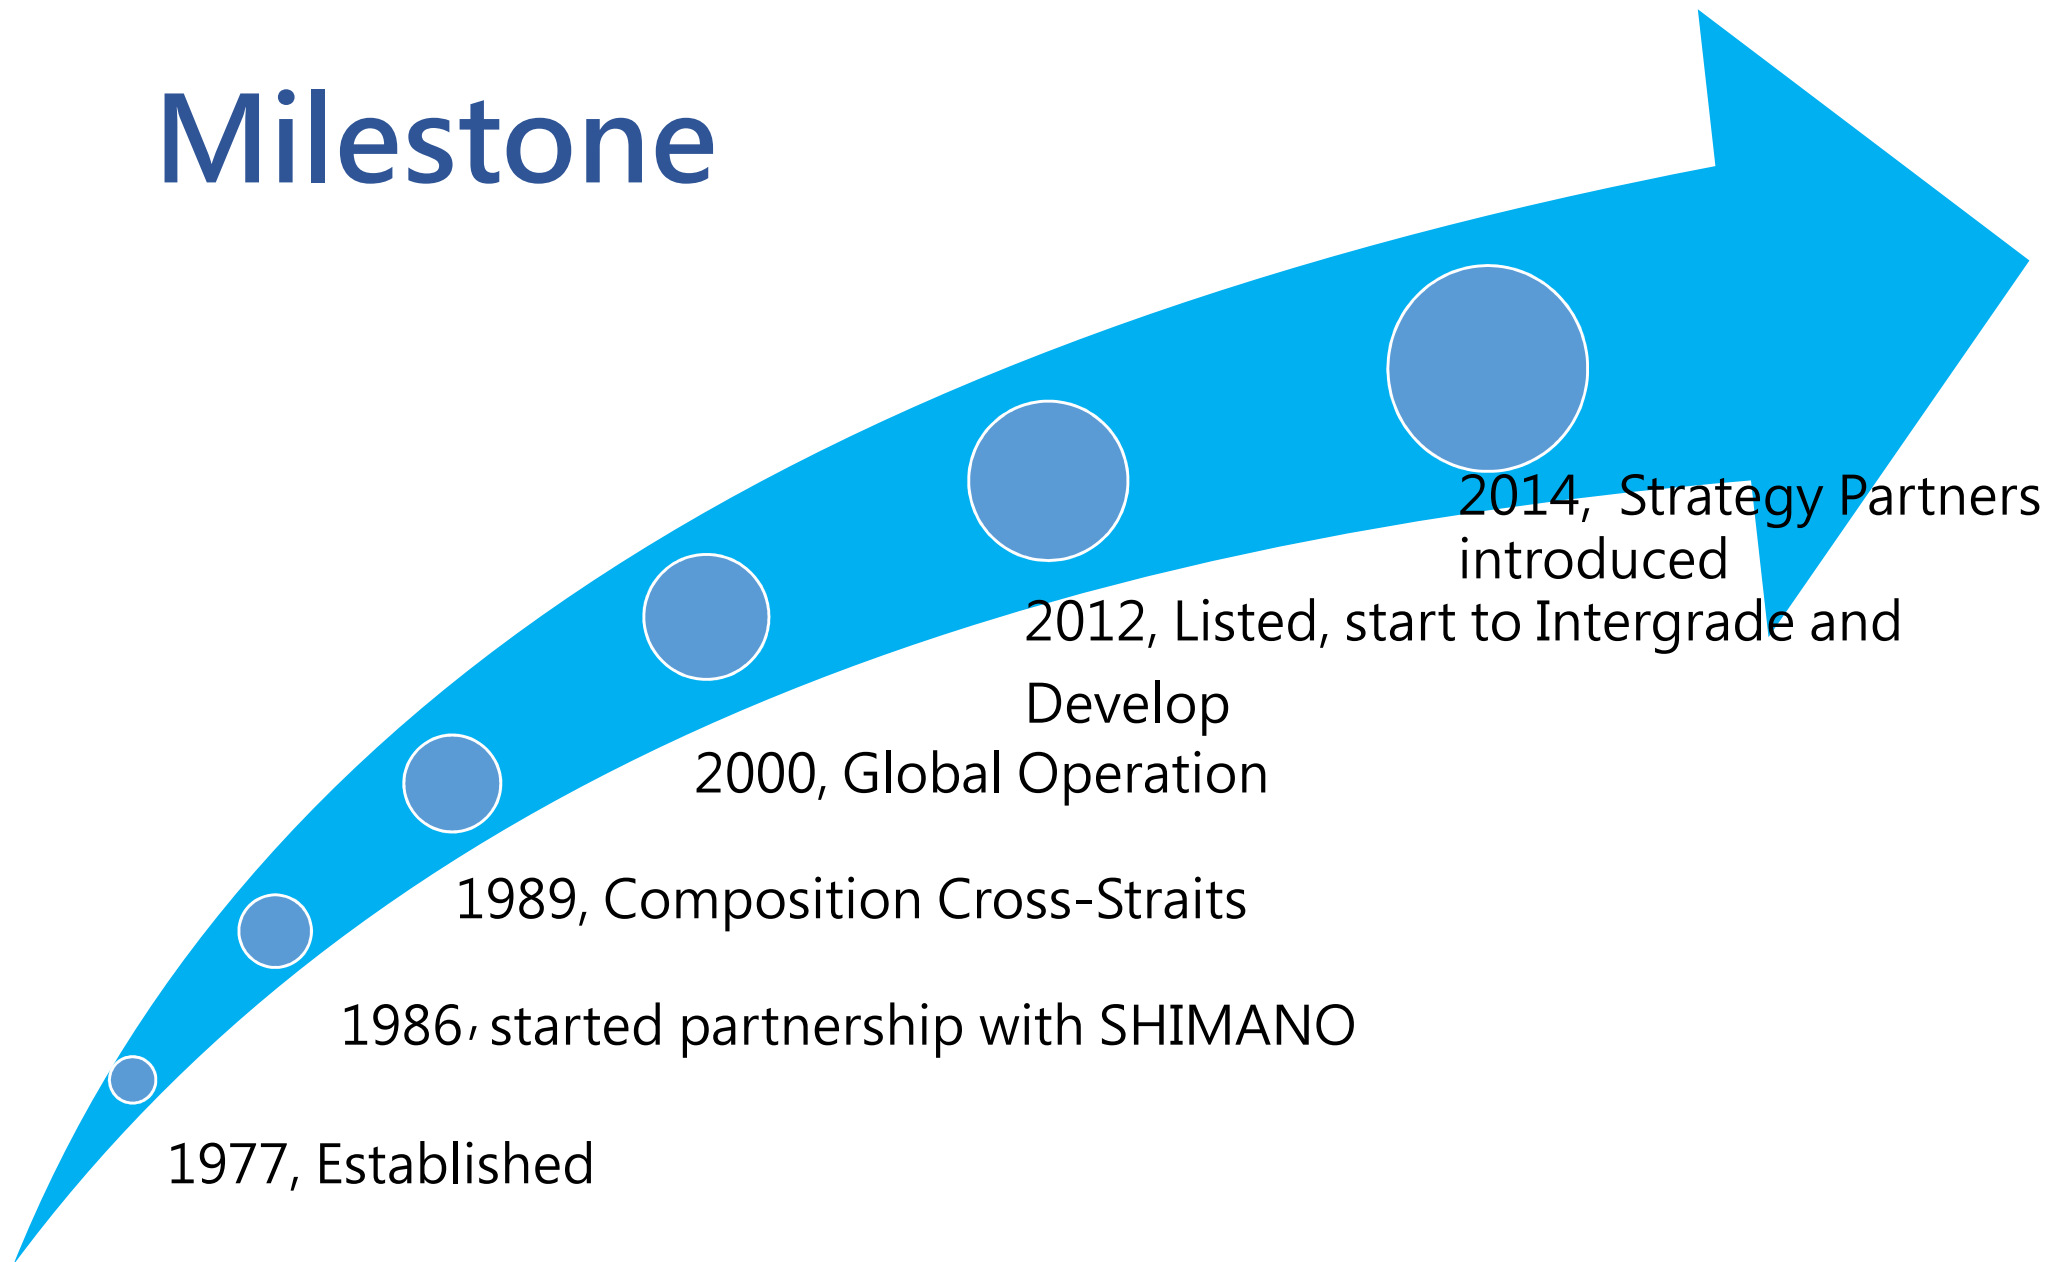 Milestone
2014, Strategy Partners
introduced
2012, Listed, start to Intergrade and
Develop
2000, Global Operation
1989, Composition Cross-Straits
1986, started partnership with SHIMANO
1977, Established